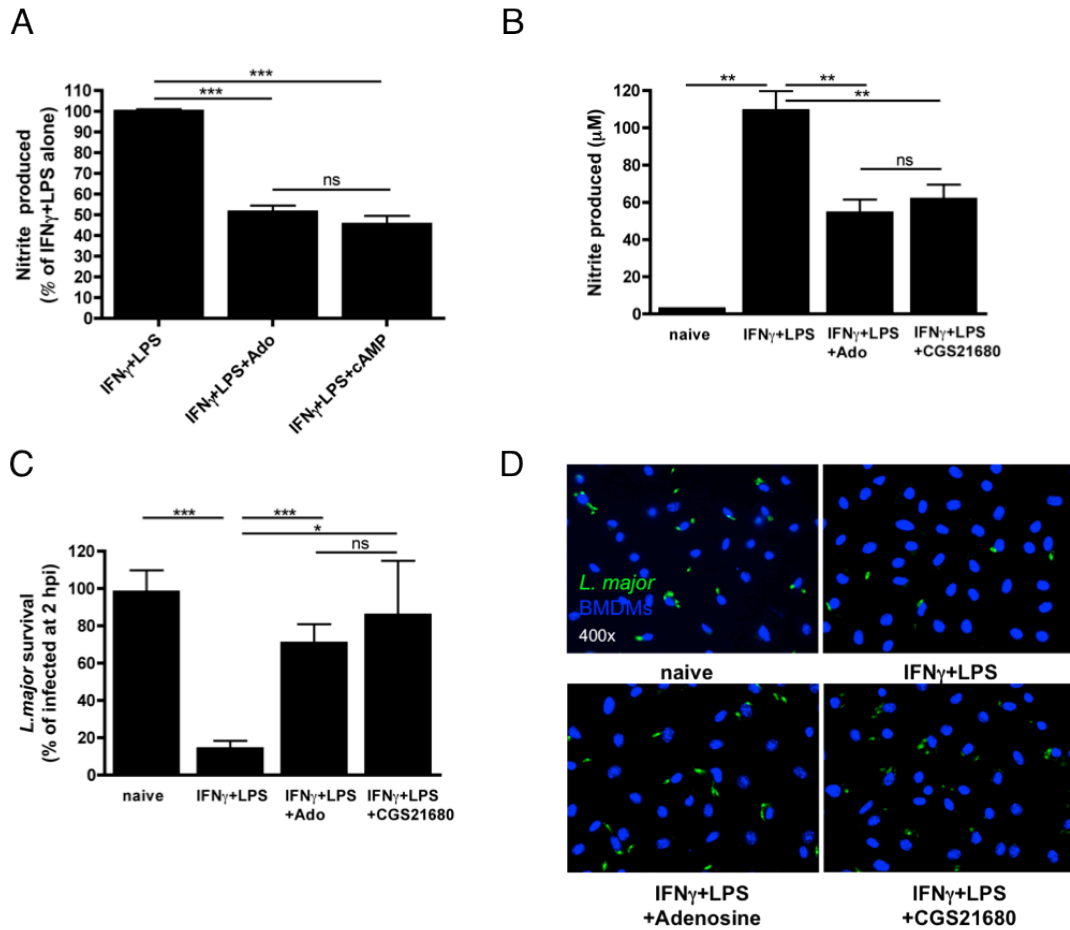 A
***
***
ns
Nitrite produced
(% of IFNγ+LPS alone)
110
100
90
80
70
60
50
40
30
20
10
0
IFNγ+LPS
IFNγ+LPS+Ado
IFNγ+LPS+cAMP
B
**
**
**
ns
Nitrite produced (μM)
120
100
80
60
40
20
0
naive
IFNγ+LPS
IFNγ+LPS
+Ado
IFNγ+LPS
+CGS21680
C
***
***
*
ns
L.major survival
(% of infected at 2 hpi)
120
100
80
60
40
20
0
naive
IFNγ+LPS
IFNγ+LPS
+Ado
IFNγ+LPS
+CGS21680
D
L. major
BMDMs
400x
naive
IFNγ+LPS
IFNγ+LPS
+Adenosine
IFNγ+LPS
+CGS21680